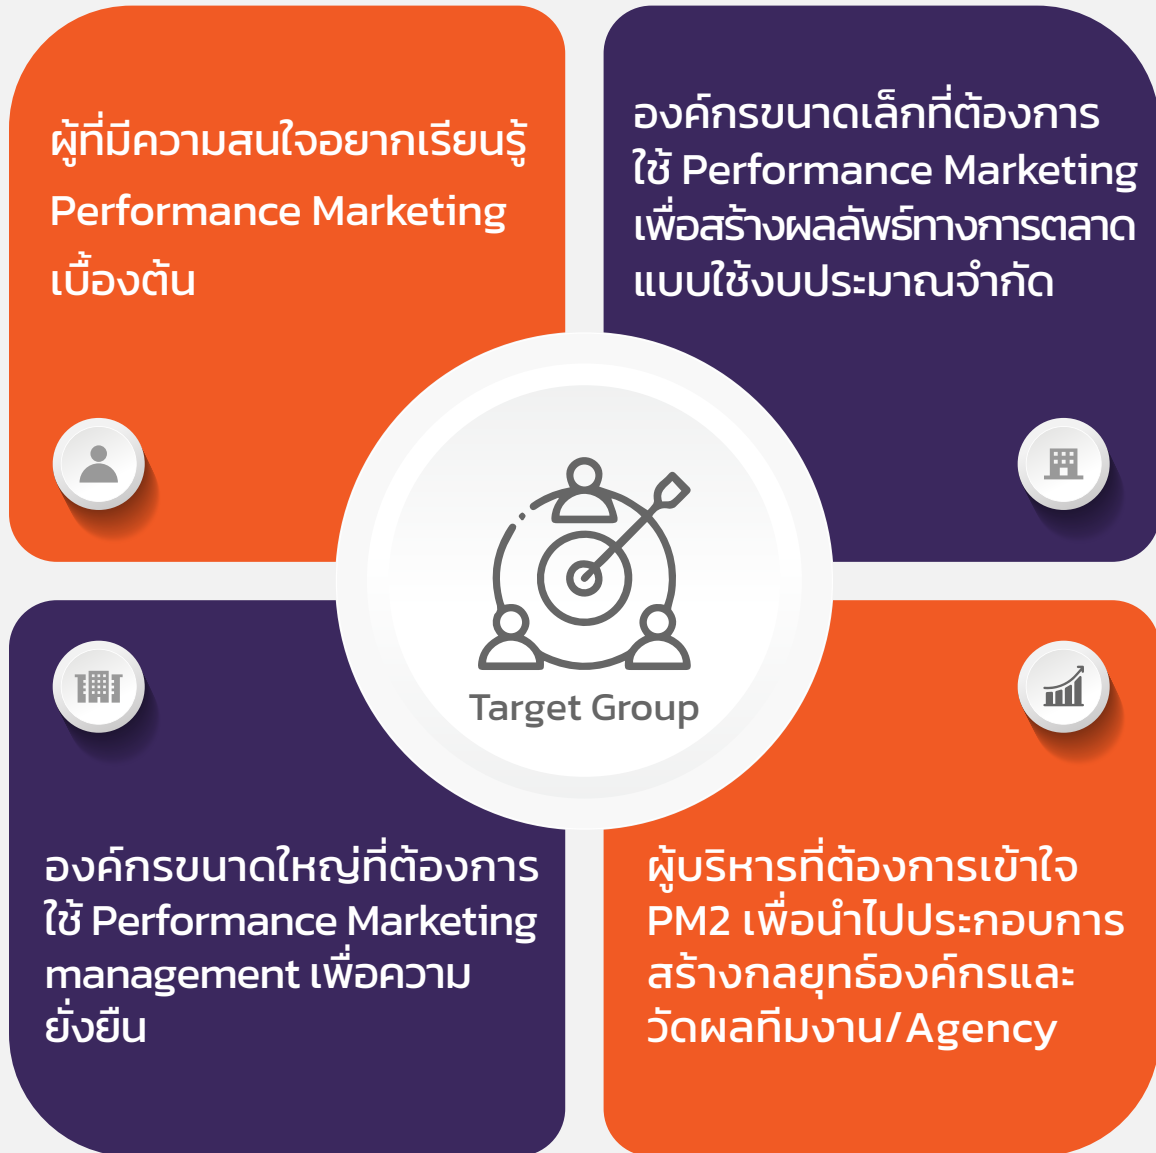 ผู้ที่มีความสนใจอยากเรียนรู้
Performance Marketing
เบื้องต้น
องค์กรขนาดเล็กที่ต้องการ
ใช้ Performance Marketing
เพื่อสร้างผลลัพธ์ทางการตลาด
แบบใช้งบประมาณจำกัด
Target Group
องค์กรขนาดใหญ่ที่ต้องการ
ใช้ Performance Marketing
management เพื่อความ
ยั่งยืน
ผู้บริหารที่ต้องการเข้าใจ
PM2 เพื่อนำไปประกอบการ
สร้างกลยุทธ์องค์กรและ
วัดผลทีมงาน/Agency